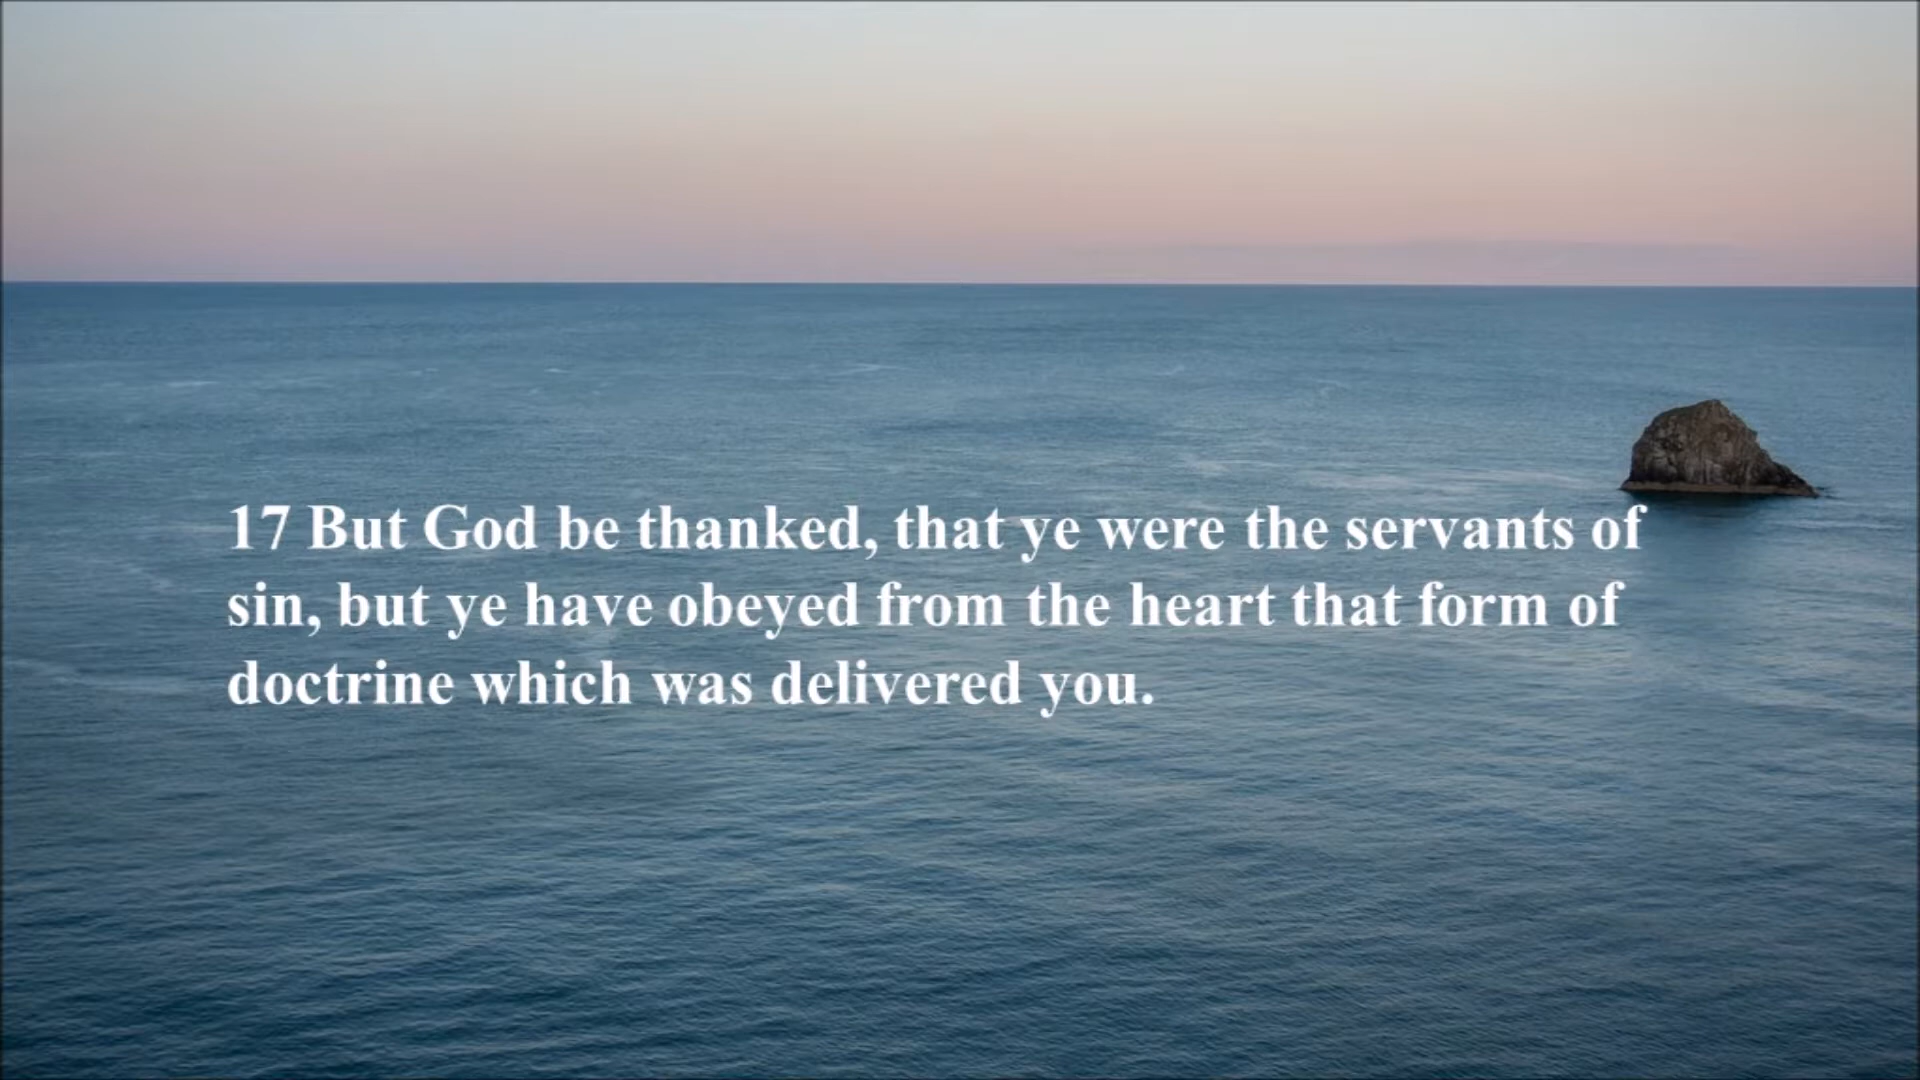 17 But God be thanked, that ye were the servants of
sin, but ye have obeyed from the heart that form of
doctrine which was delivered you.